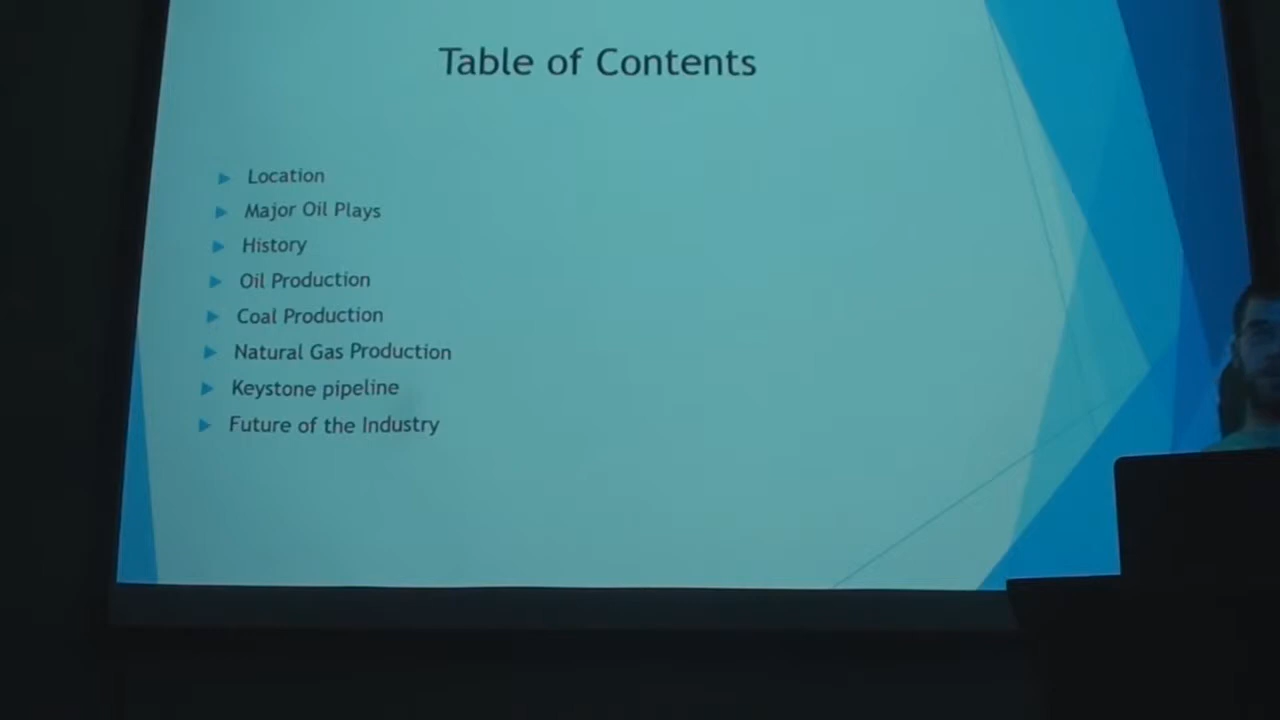 Table of Contents
Location
Major Oil Plays
History
Oil Production
Coal Production
Natural Gas Production
Keystone pipeline
Future of the Industry